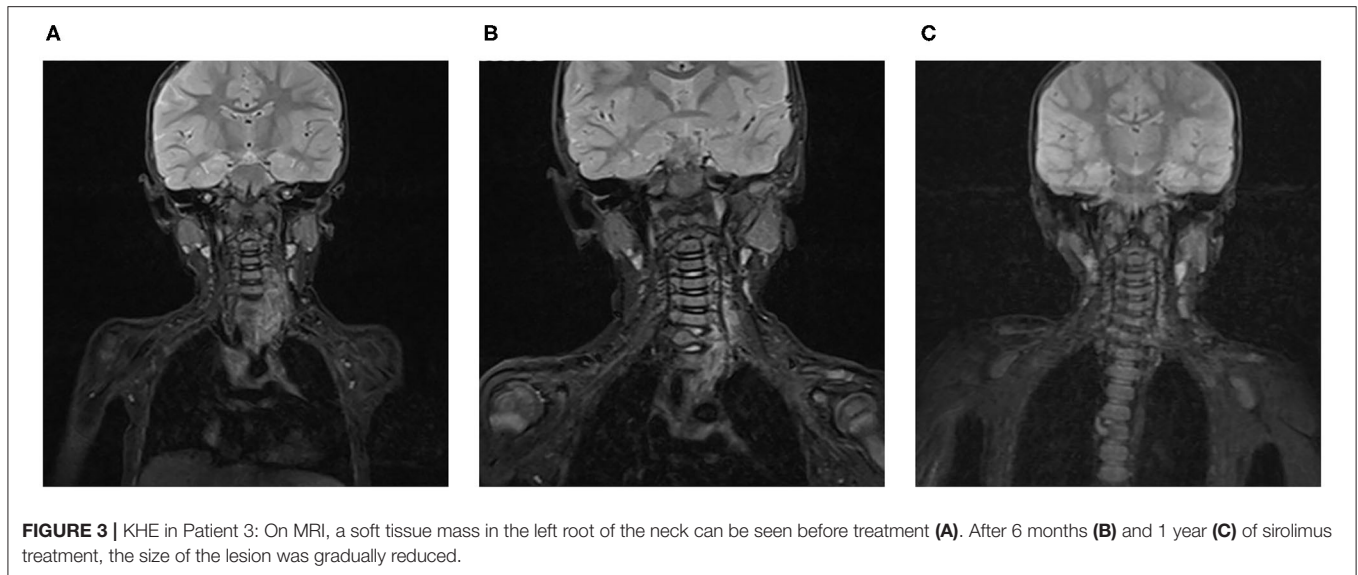 A
B
C
FIGURE 3 | KHE in Patient 3: On MRI, a soft tissue mass in the left root of the neck can be seen before treatment (A). After 6 months (B) and 1 year (C) of sirolimus
treatment, the size of the lesion was gradually reduced.